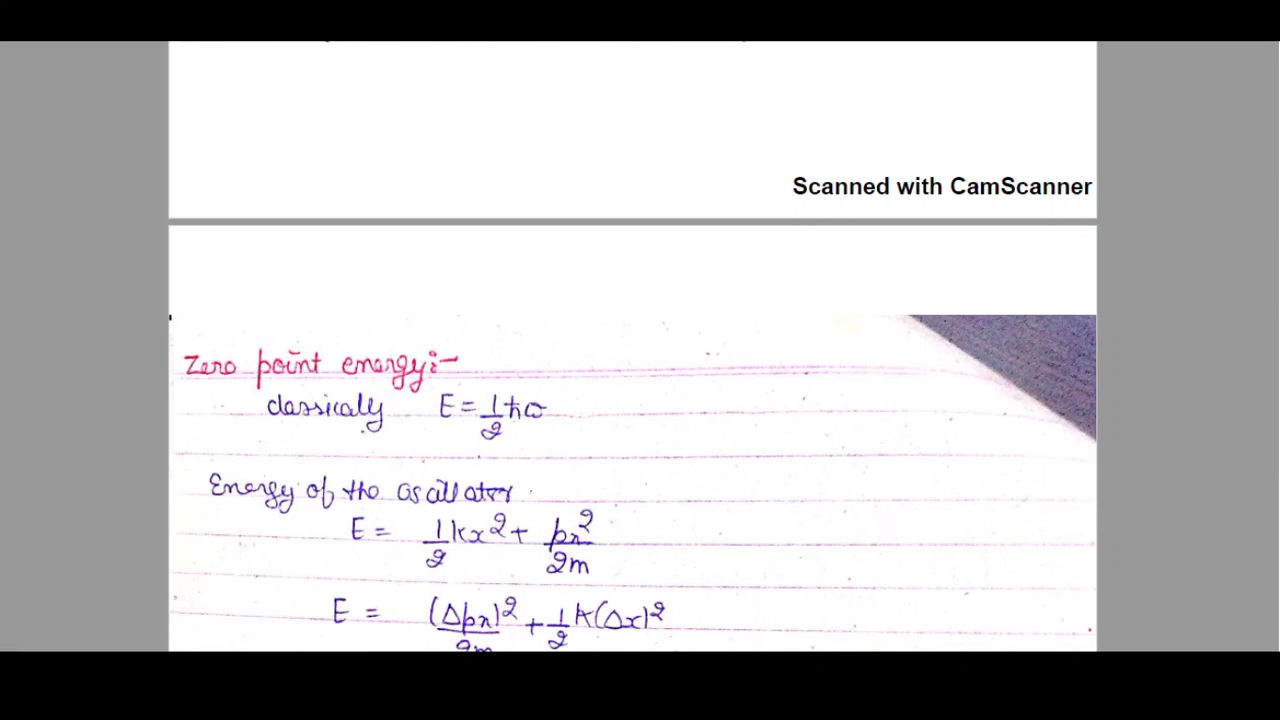 Scanned with CamScanner
Zero point energy:-
classicaly E = 1/2 ħω
Energy of the oscillator.
E = 1/2 kx² + px²/2m
E = (Δpx)²/2m + 1/2 k(Δx)²